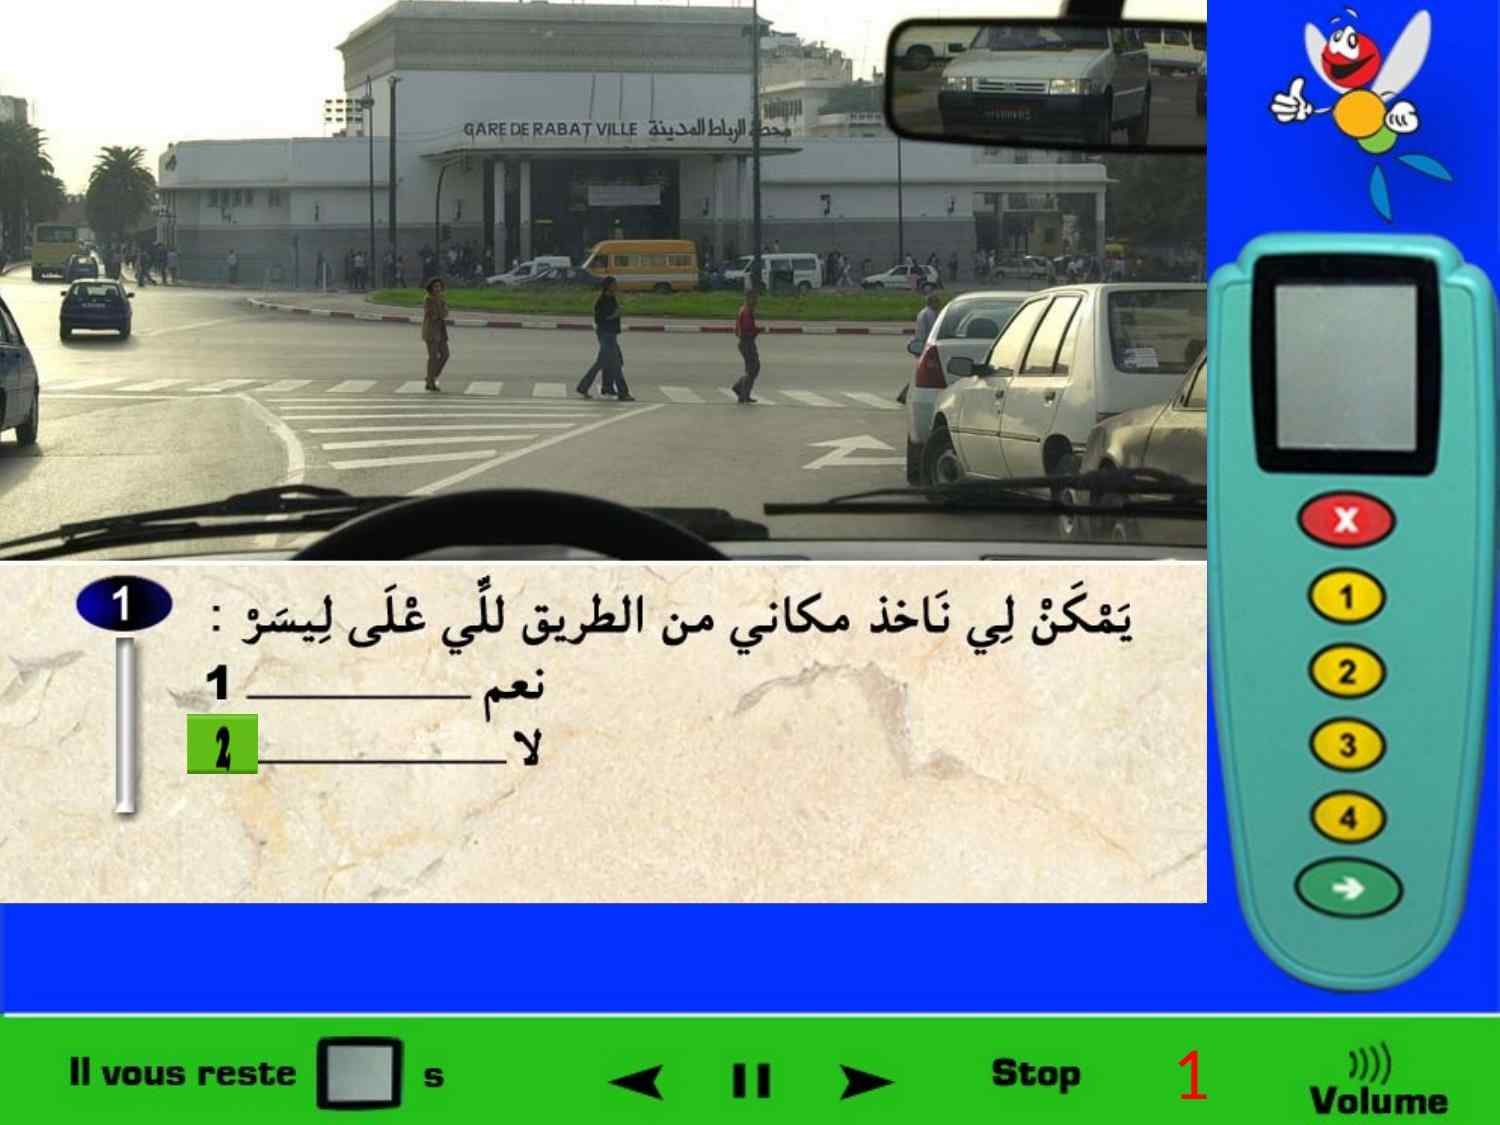 GARE DE RABAT VILLE محطة الرباط المدينة
1
يَمْكَنْ لِي نَاخذ مكاني من الطريق للِّي عْلَى لِيسَرْ :
نعم 1
لا 2
X
1
2
3
4
Il vous reste s
Stop
1
Volume